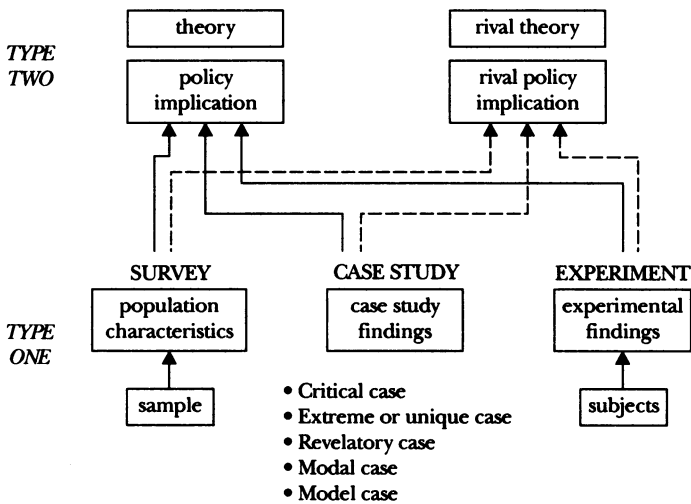 theory
rival theory
TYPE
TWO
policy
implication
rival policy
implication
SURVEY
CASE STUDY
EXPERIMENT
TYPE
ONE
population
characteristics
case study
findings
experimental
findings
sample
subjects
• Critical case
• Extreme or unique case
• Revelatory case
• Modal case
• Model case